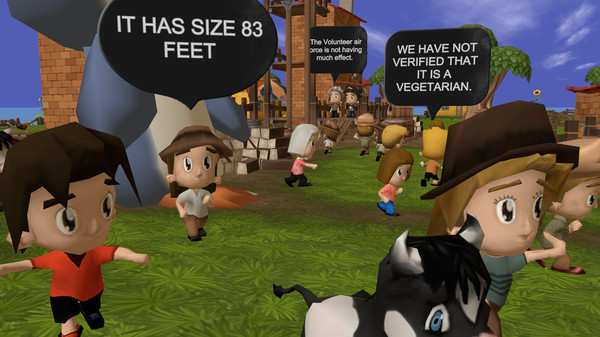 IT HAS SIZE 83
FEET
The Volunteer air
orce is not having
much effect.
WE HAVE NOT
VERIFIED THAT
IT IS A
VEGETARIAN.